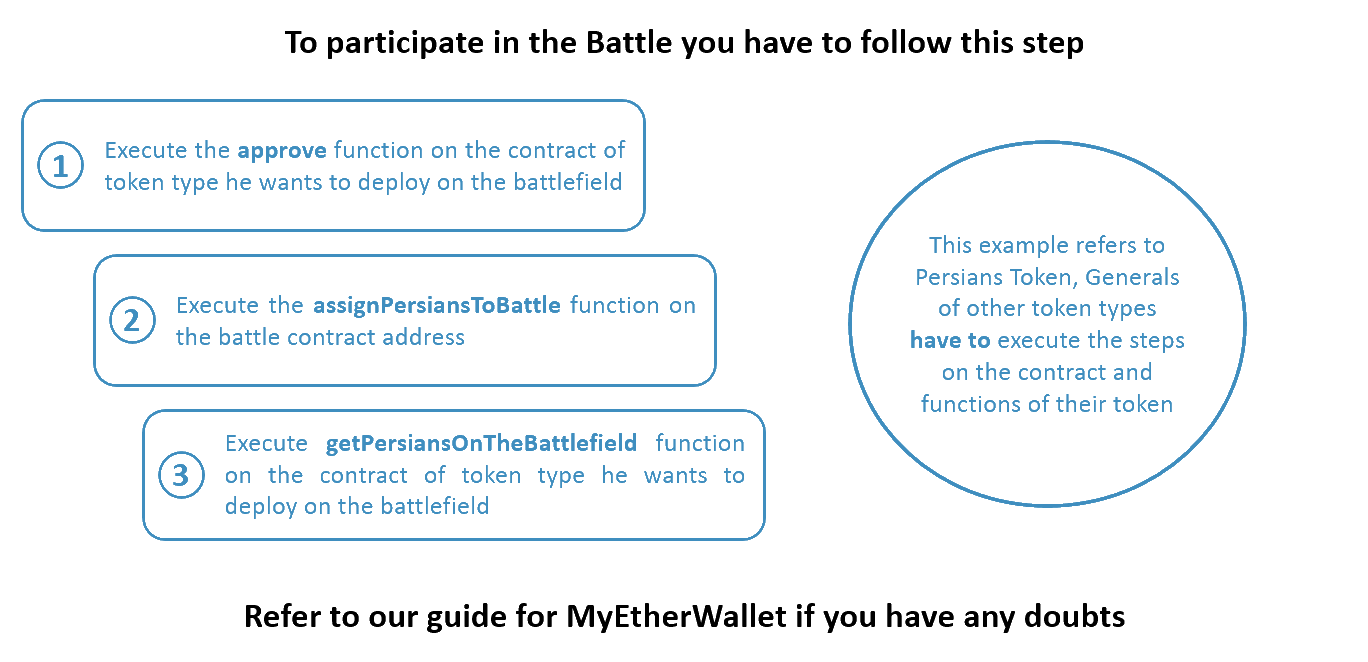 To participate in the Battle you have to follow this step
1
Execute the approve function on the contract of
token type he wants to deploy on the battlefield
2
Execute the assignPersiansToBattle function on
the battle contract address
3
Execute getPersiansOnTheBattlefield function
on the contract of token type he wants to
deploy on the battlefield
This example refers to
Persians Token, Generals
of other token types
have to execute the steps
on the contract and
functions of their token
Refer to our guide for MyEtherWallet if you have any doubts